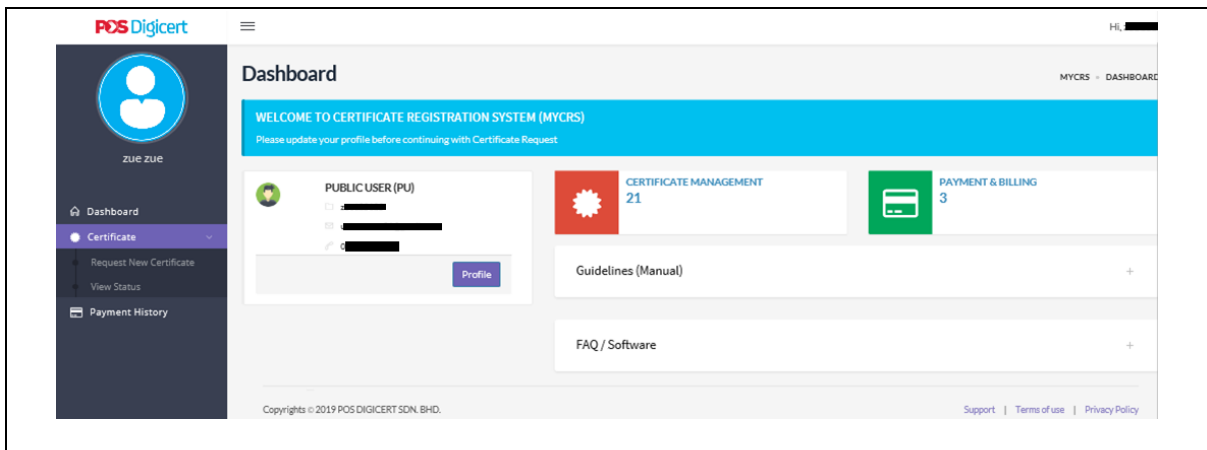 POS Digicert
Hi,
zue zue
Dashboard
Certificate
Request New Certificate
View Status
Payment History
Dashboard
MYCRS - DASHBOARD
WELCOME TO CERTIFICATE REGISTRATION SYSTEM (MYCRS)
Please update your profile before continuing with Certificate Request
PUBLIC USER (PU)
Profile
CERTIFICATE MANAGEMENT
21
PAYMENT & BILLING
3
Guidelines (Manual) +
FAQ / Software +
Copyrights © 2019 POS DIGICERT SDN. BHD.
Support | Terms of use | Privacy Policy